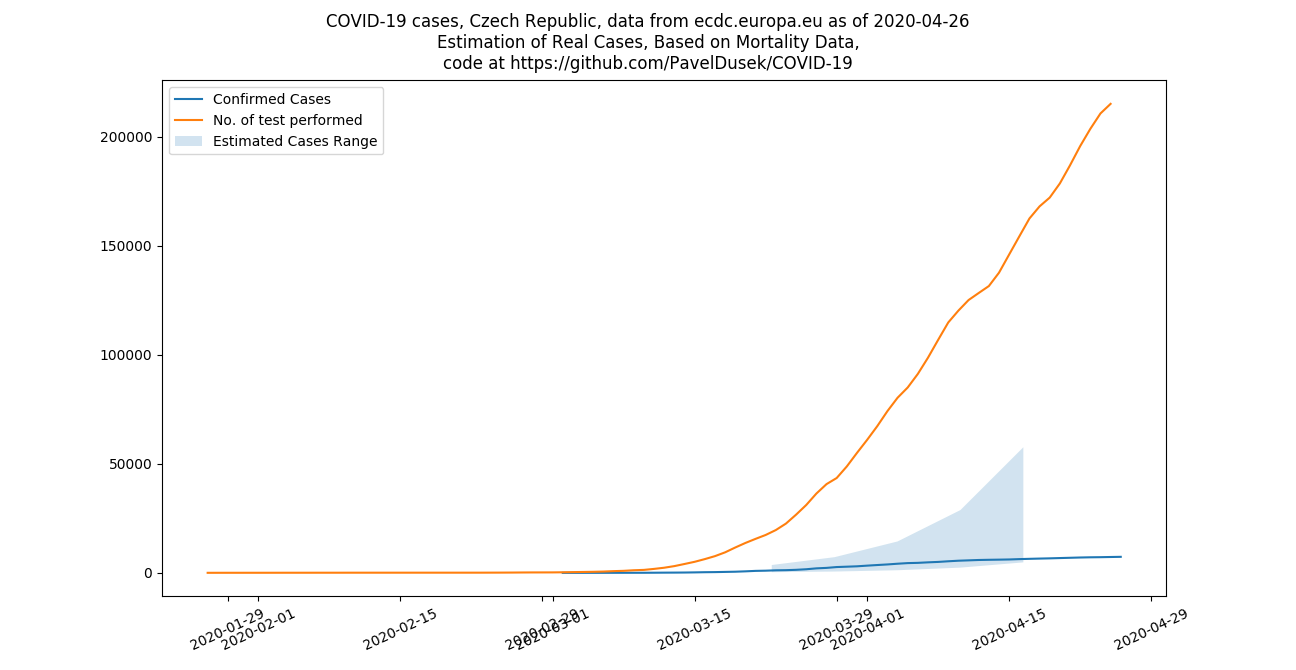 COVID-19 cases, Czech Republic, data from ecdc.europa.eu as of 2020-04-26
Estimation of Real Cases, Based on Mortality Data,
code at https://github.com/PavelDusek/COVID-19
Confirmed Cases
No. of test performed
Estimated Cases Range
200000
150000
100000
50000
0
2020-01-29
2020-02-01
2020-02-15
2020-02-29
2020-03-01
2020-03-15
2020-03-29
2020-04-01
2020-04-15
2020-04-29